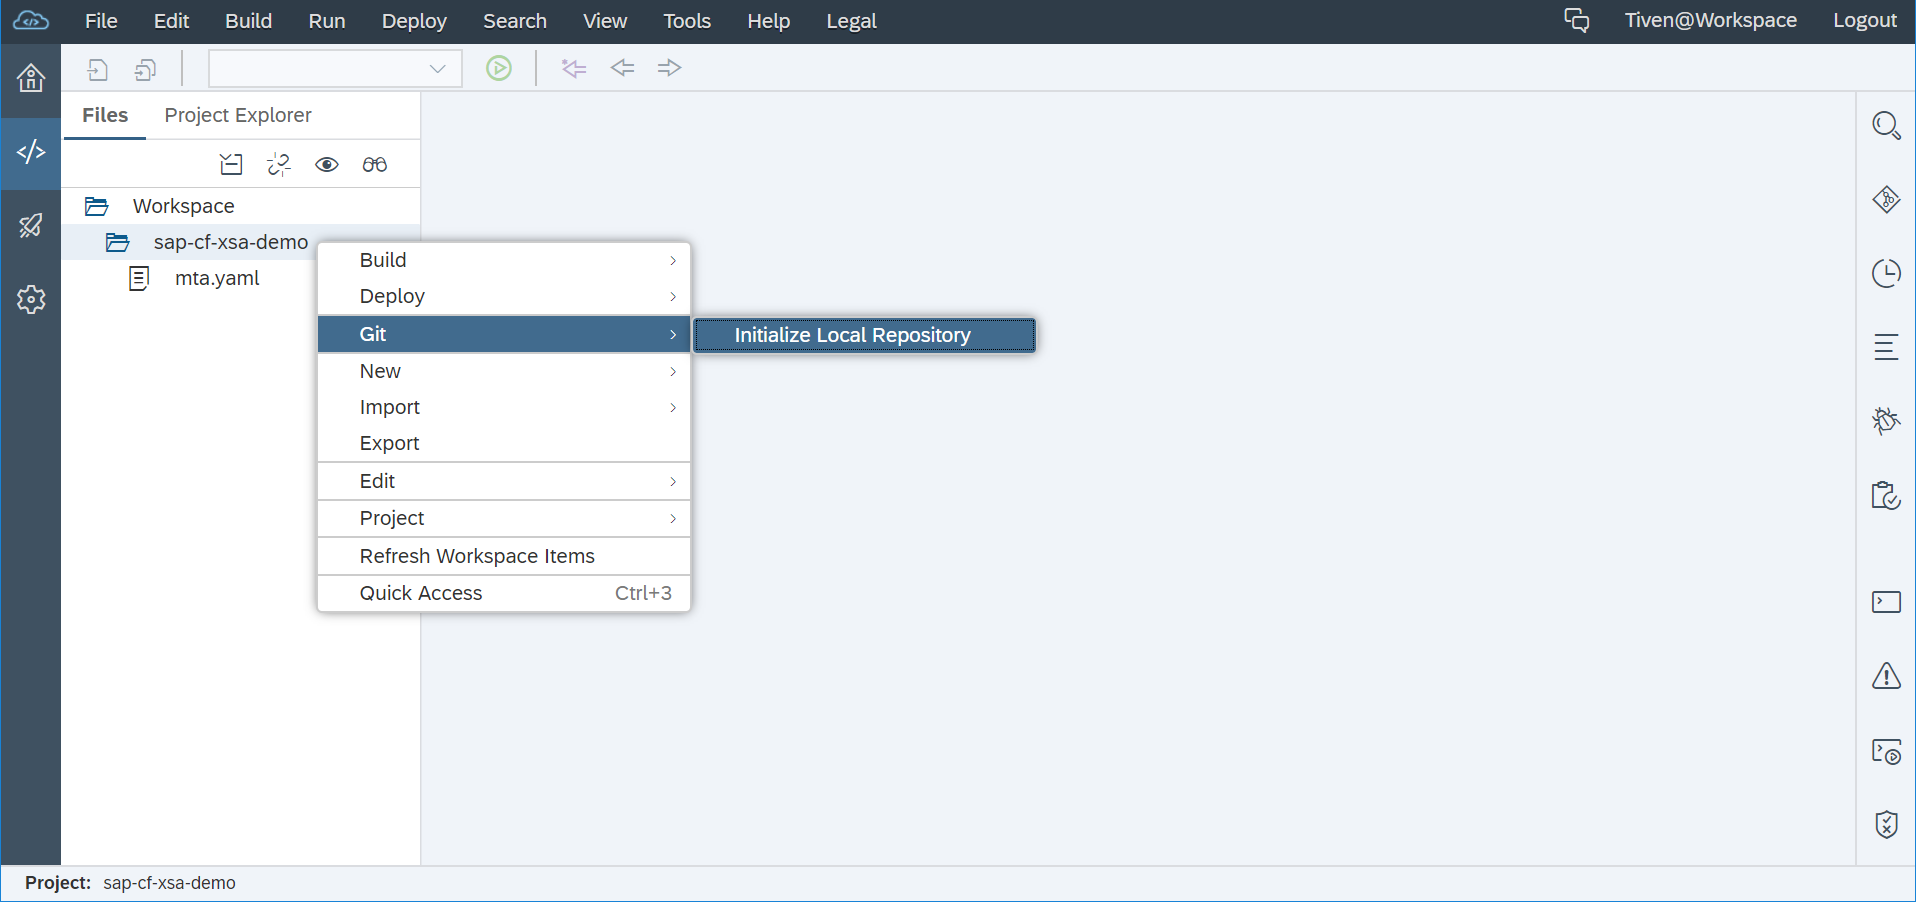 File Edit Build Run Deploy Search View Tools Help Legal Tiven@Workspace Logout
Files Project Explorer
Workspace
sap-cf-xsa-demo
mta.yaml
Build
Deploy
Git
Initialize Local Repository
New
Import
Export
Edit
Project
Refresh Workspace Items
Quick Access Ctrl+3
Project: sap-cf-xsa-demo